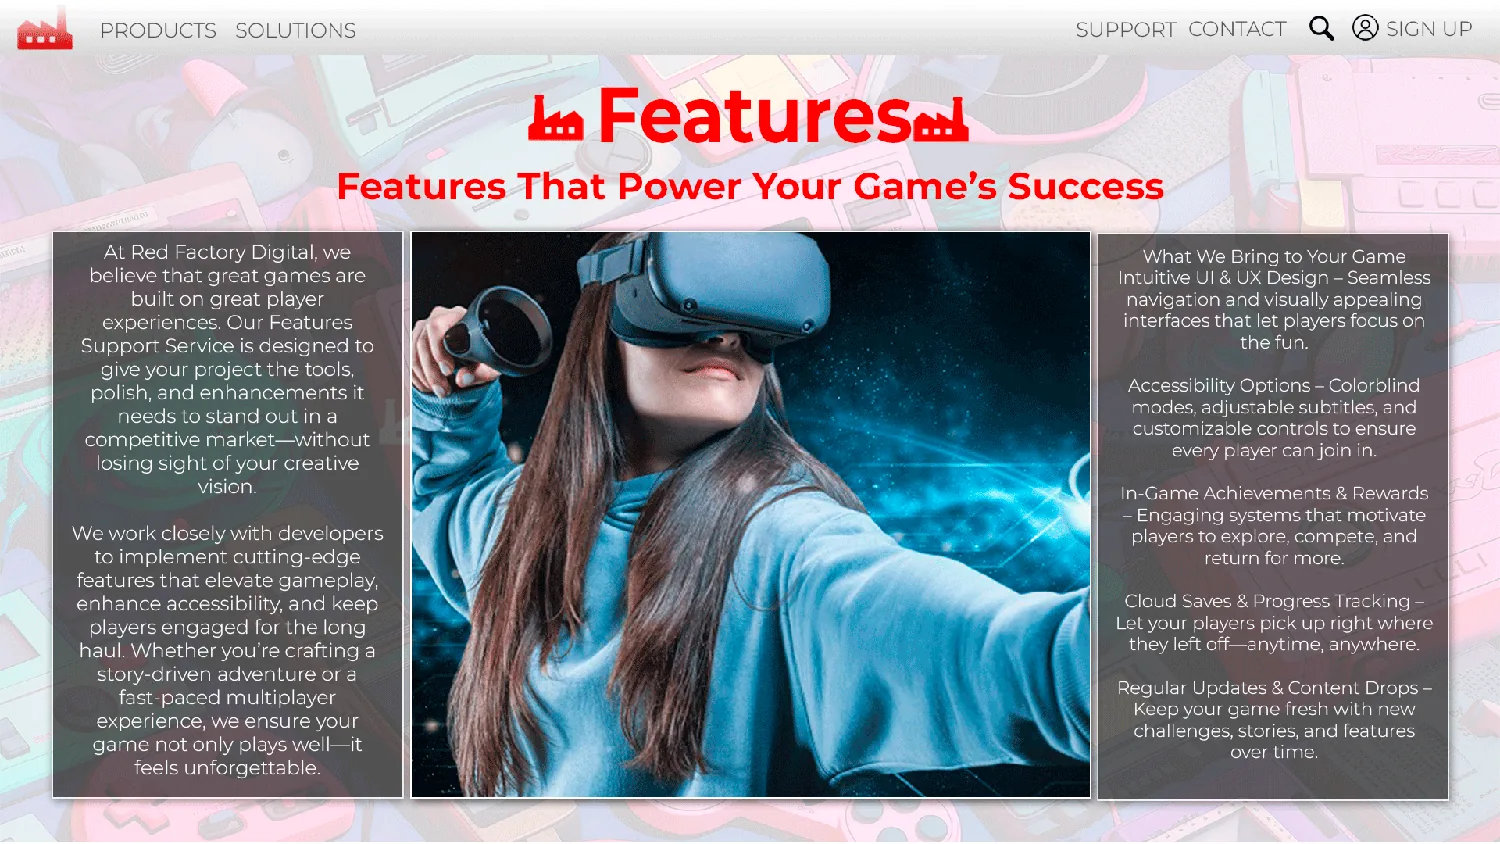 PRODUCTS SOLUTIONS
SUPPORT CONTACT SIGN UP
Features
Features That Power Your Game’s Success
At Red Factory Digital, we
believe that great games are
built on great player
experiences. Our Features
Support Service is designed to
give your project the tools,
polish, and enhancements it
needs to stand out in a
competitive market—without
losing sight of your creative
vision.
We work closely with developers
to implement cutting-edge
features that elevate gameplay,
enhance accessibility, and keep
players engaged for the long
haul. Whether you’re crafting a
story-driven adventure or a
fast-paced multiplayer
experience, we ensure your
game not only plays well—it
feels unforgettable.
What We Bring to Your Game
Intuitive UI & UX Design – Seamless
navigation and visually appealing
interfaces that let players focus on
the fun.
Accessibility Options – Colorblind
modes, adjustable subtitles, and
customizable controls to ensure
every player can join in.
In-Game Achievements & Rewards
– Engaging systems that motivate
players to explore, compete, and
return for more.
Cloud Saves & Progress Tracking –
Let your players pick up right where
they left off—anytime, anywhere.
Regular Updates & Content Drops –
Keep your game fresh with new
challenges, stories, and features
over time.